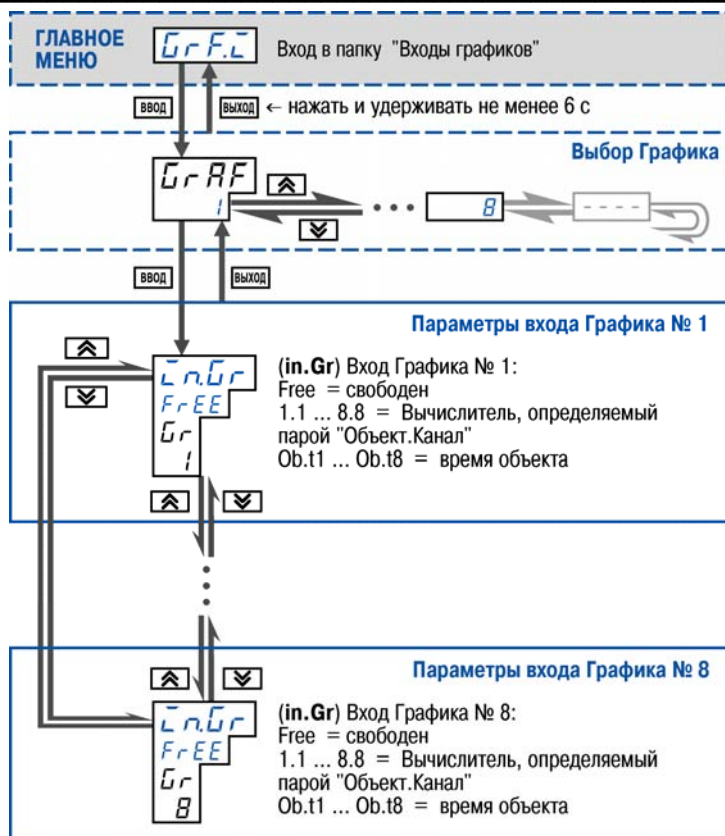 ГЛАВНОЕ
МЕНЮ
GrF.i
Вход в папку "Входы графиков"
ВВОД
ВЫХОД
← нажать и удерживать не менее 6 с
Выбор Графика
GrAF
1
• • •
8
- - - -
ВВОД
ВЫХОД
Параметры входа Графика № 1
in.Gr
FrEE
Gr
1
(in.Gr) Вход Графика № 1:
Free = свободен
1.1 ... 8.8 = Вычислитель, определяемый
парой "Объект.Канал"
Ob.t1 ... Ob.t8 = время объекта
Параметры входа Графика № 8
in.Gr
FrEE
Gr
8
(in.Gr) Вход Графика № 8:
Free = свободен
1.1 ... 8.8 = Вычислитель, определяемый
парой "Объект.Канал"
Ob.t1 ... Ob.t8 = время объекта